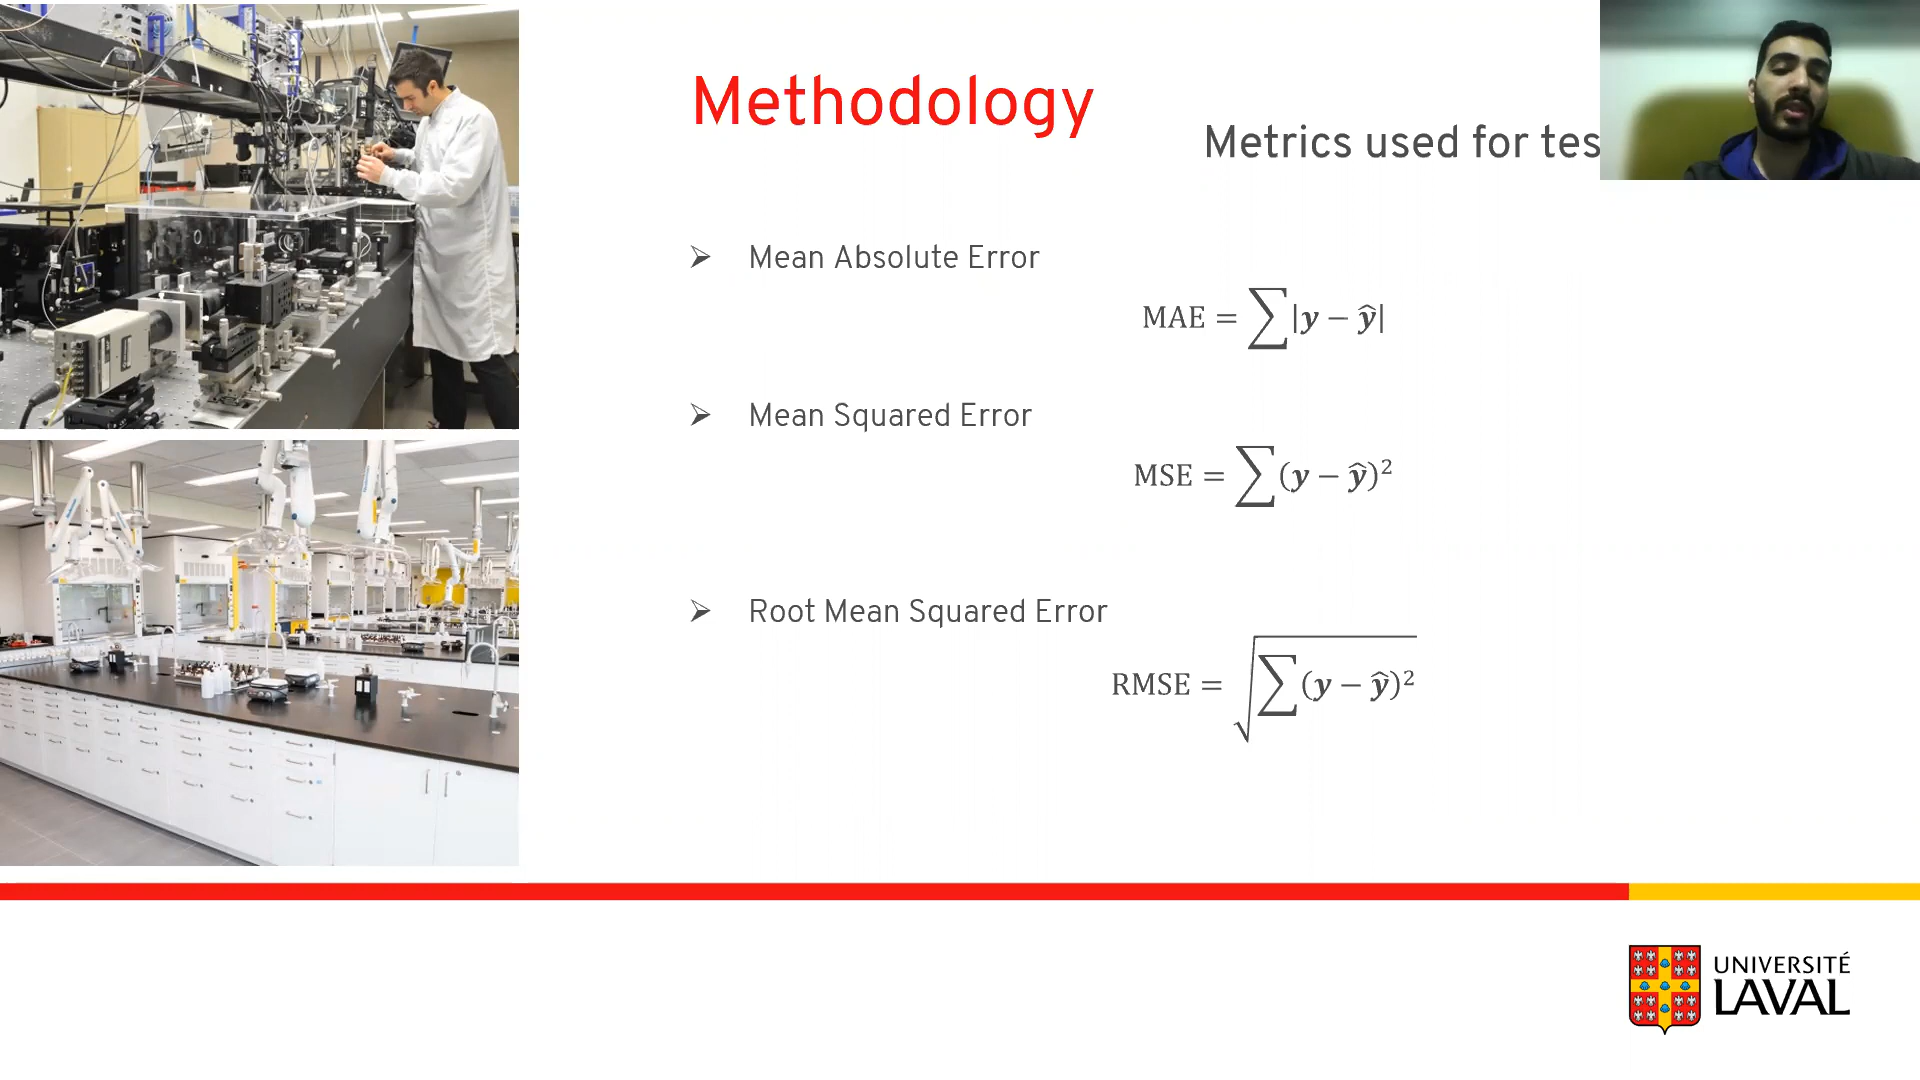 Methodology
Metrics used for tes
➢ Mean Absolute Error
MAE = ∑|y − ŷ|
➢ Mean Squared Error
MSE = ∑(y − ŷ)²
➢ Root Mean Squared Error
RMSE = √∑(y − ŷ)²
UNIVERSITÉ
LAVAL